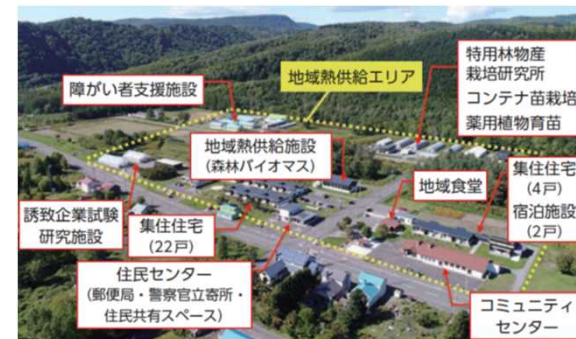 特用林物産
栽培研究所
コンテナ苗栽培
薬用植物育苗
地域熱供給エリア
障がい者支援施設
地域熱供給施設
(森林バイオマス)
集住住宅
(4戸)
宿泊施設
(2戸)
地域食堂
誘致企業試験
研究施設
集住住宅
(22戸)
住民センター
(郵便局・警察官立寄所・
住民共有スペース)
コミュニティ
センター